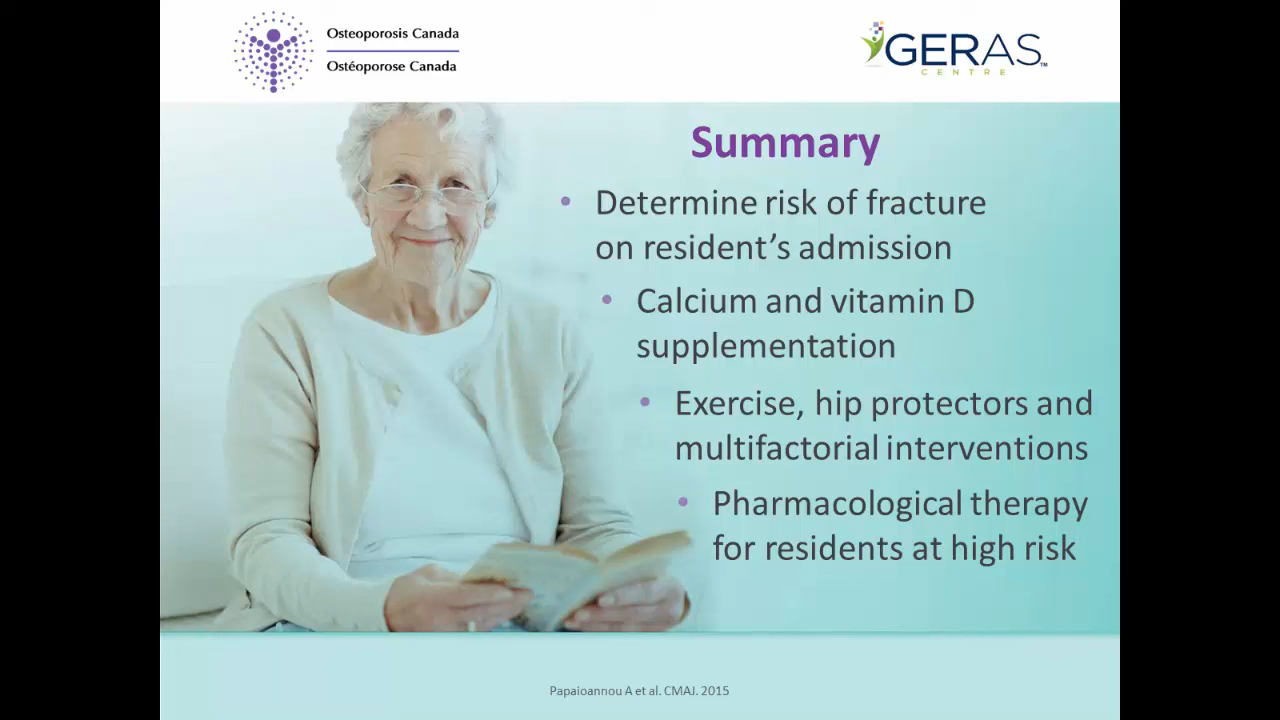 Osteoporosis Canada
Ostéoporose Canada
GERAS™
CENTRE
Summary
• Determine risk of fracture
on resident’s admission
• Calcium and vitamin D
supplementation
• Exercise, hip protectors and
multifactorial interventions
• Pharmacological therapy
for residents at high risk
Papaioannou A et al. CMAJ. 2015